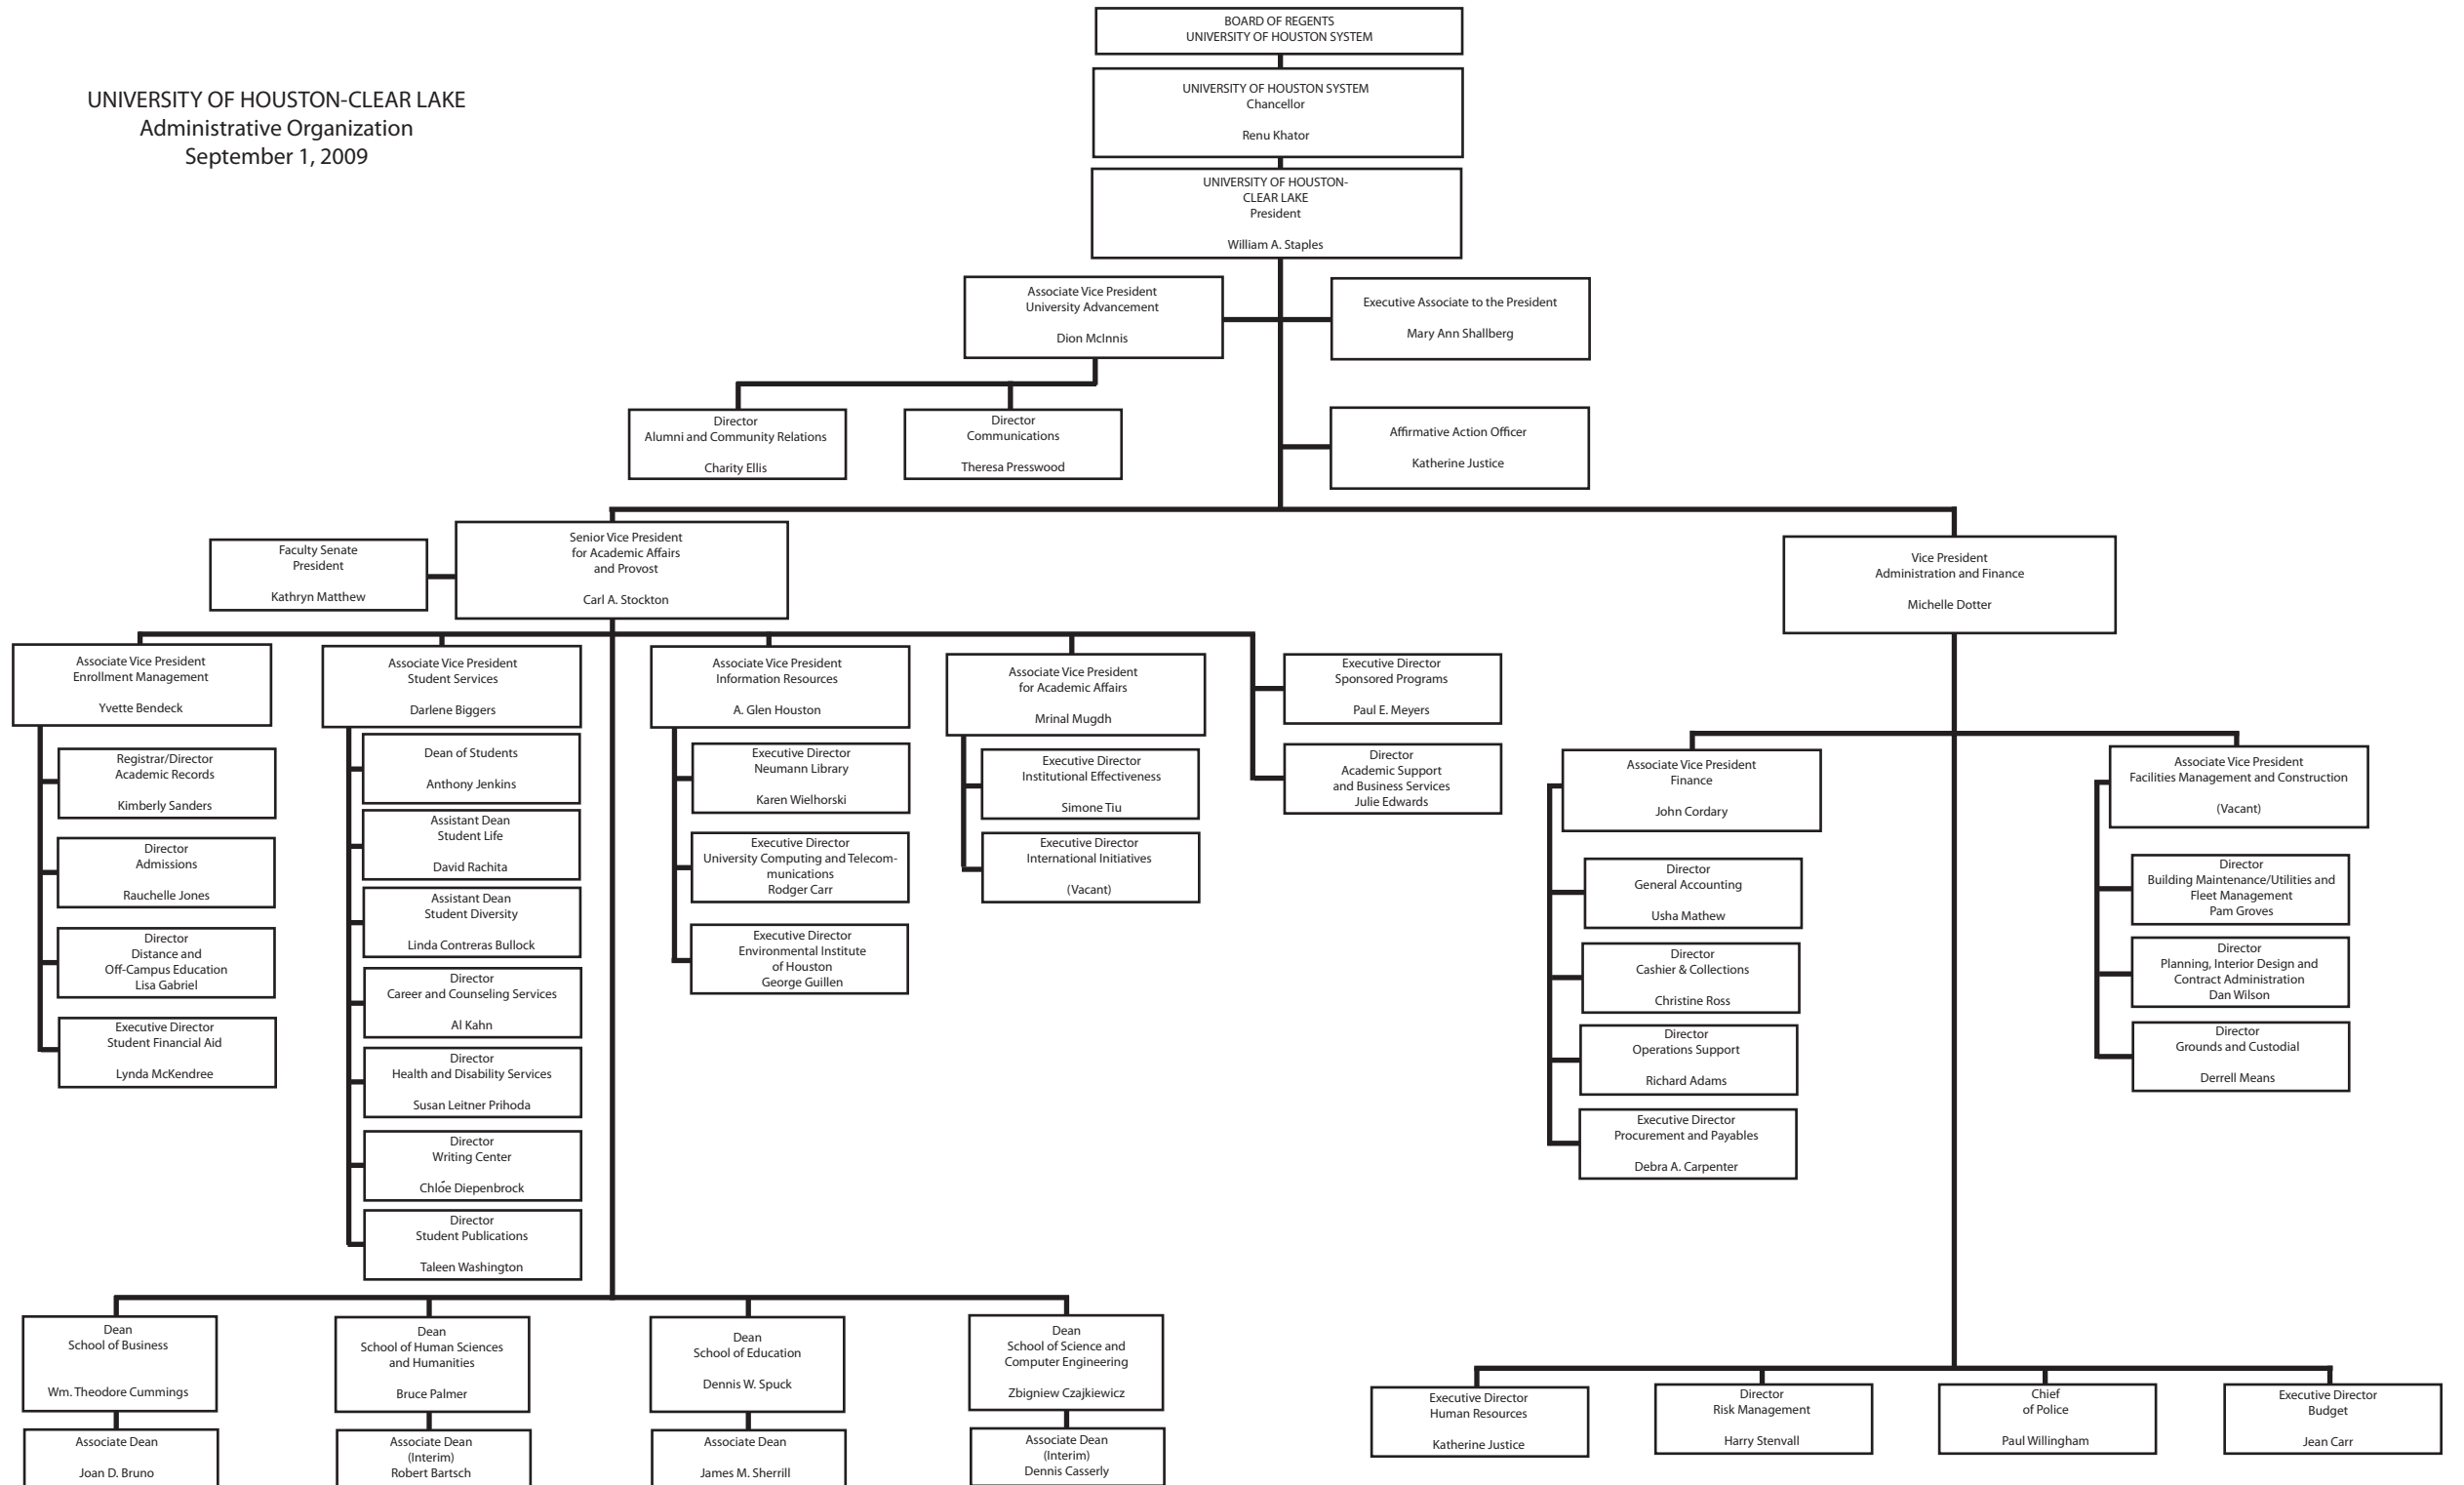 BOARD OF REGENTS
UNIVERSITY OF HOUSTON SYSTEM
UNIVERSITY OF HOUSTON SYSTEM
Chancellor
Renu Khator
UNIVERSITY OF HOUSTON-CLEAR LAKE
Administrative Organization
September 1, 2009
UNIVERSITY OF HOUSTON-
CLEAR LAKE
President
William A. Staples
Associate Vice President
University Advancement
Dion McInnis
Executive Associate to the President
Mary Ann Shallberg
Director
Alumni and Community Relations
Charity Ellis
Director
Communications
Theresa Presswood
Affirmative Action Officer
Katherine Justice
Faculty Senate
President
Kathryn Matthew
Senior Vice President
for Academic Affairs
and Provost
Carl A. Stockton
Vice President
Administration and Finance
Michelle Dotter
Associate Vice President
Enrollment Management
Yvette Bendeck
Registrar/Director
Academic Records
Kimberly Sanders
Director
Admissions
Rauchelle Jones
Director
Distance and
Off-Campus Education
Lisa Gabriel
Executive Director
Student Financial Aid
Lynda McKendree
Associate Vice President
Student Services
Darlene Biggers
Dean of Students
Anthony Jenkins
Assistant Dean
Student Life
David Rachita
Assistant Dean
Student Diversity
Linda Contreras Bullock
Director
Career and Counseling Services
Al Kahn
Director
Health and Disability Services
Susan Leitner Prihoda
Director
Writing Center
Chlóe Diepenbrock
Director
Student Publications
Taleen Washington
Associate Vice President
Information Resources
A. Glen Houston
Executive Director
Neumann Library
Karen Wielhorski
Executive Director
University Computing and Telecom-
munications
Rodger Carr
Executive Director
Environmental Institute
of Houston
George Guillen
Associate Vice President
for Academic Affairs
Mrinal Mugdh
Executive Director
Institutional Effectiveness
Simone Tiu
Executive Director
International Initiatives
(Vacant)
Executive Director
Sponsored Programs
Paul E. Meyers
Director
Academic Support
and Business Services
Julie Edwards
Associate Vice President
Finance
John Cordary
Director
General Accounting
Usha Mathew
Director
Cashier & Collections
Christine Ross
Director
Operations Support
Richard Adams
Executive Director
Procurement and Payables
Debra A. Carpenter
Associate Vice President
Facilities Management and Construction
(Vacant)
Director
Building Maintenance/Utilities and
Fleet Management
Pam Groves
Director
Planning, Interior Design and
Contract Administration
Dan Wilson
Director
Grounds and Custodial
Derrell Means
Dean
School of Business
Wm. Theodore Cummings
Associate Dean
Joan D. Bruno
Dean
School of Human Sciences
and Humanities
Bruce Palmer
Associate Dean
(Interim)
Robert Bartsch
Dean
School of Education
Dennis W. Spuck
Associate Dean
James M. Sherrill
Dean
School of Science and
Computer Engineering
Zbigniew Czajkiewicz
Associate Dean
(Interim)
Dennis Casserly
Executive Director
Human Resources
Katherine Justice
Director
Risk Management
Harry Stenvall
Chief
of Police
Paul Willingham
Executive Director
Budget
Jean Carr